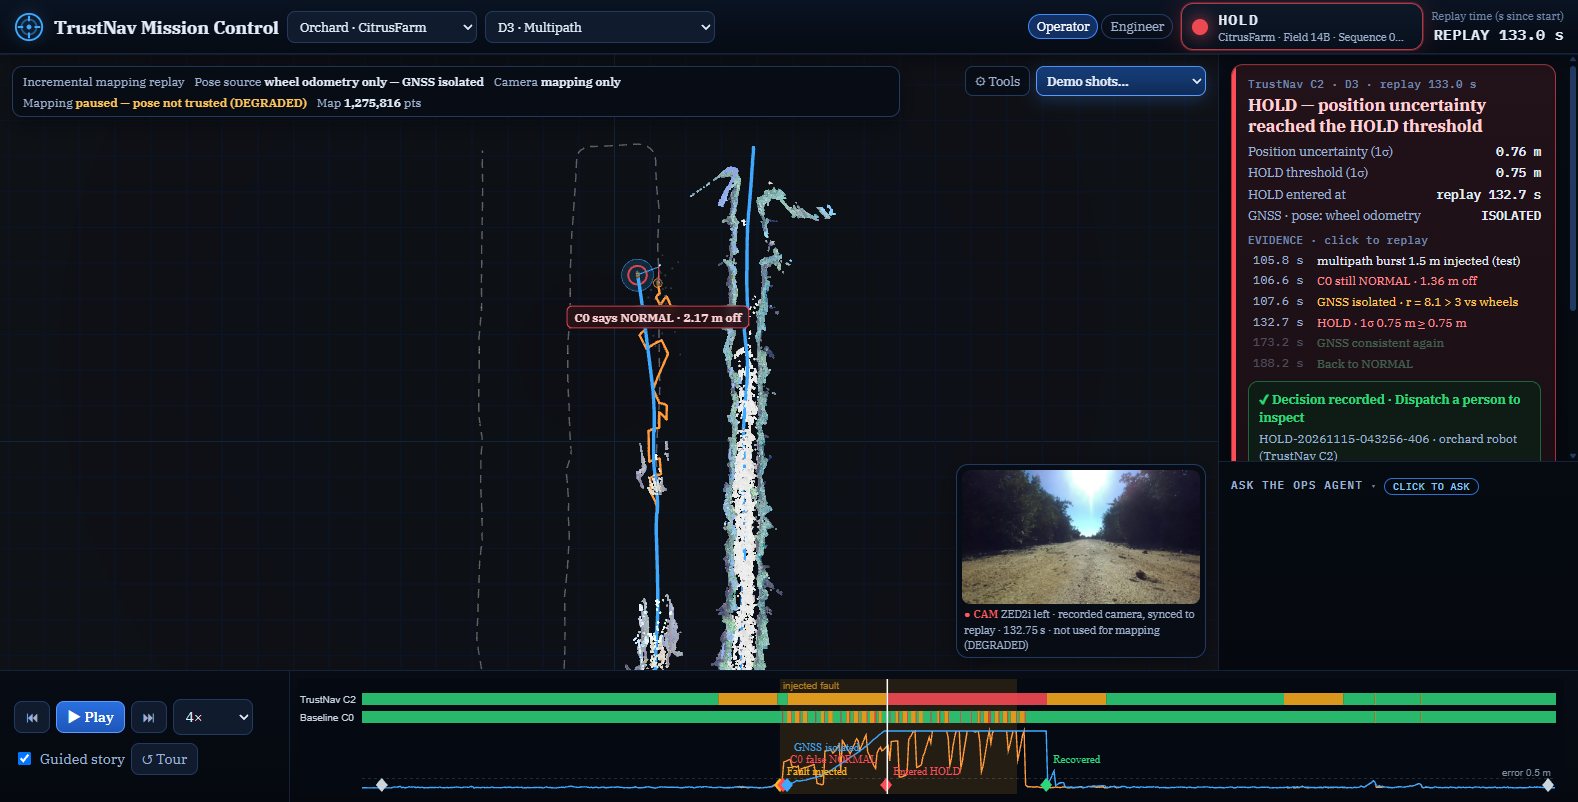 TrustNav Mission Control
Orchard · CitrusFarm
D3 · Multipath
Operator
Engineer
HOLD
CitrusFarm · Field 14B · Sequence 0...
Replay time (s since start)
REPLAY 133.0 s
Incremental mapping replay Pose source wheel odometry only — GNSS isolated Camera mapping only
Mapping paused — pose not trusted (DEGRADED) Map 1,275,816 pts
Tools
Demo shots...
C0 says NORMAL · 2.17 m off
● CAM ZED2i left · recorded camera, synced to
replay · 132.75 s · not used for mapping
(DEGRADED)
TrustNav C2 · D3 · replay 133.0 s
HOLD — position uncertainty
reached the HOLD threshold
Position uncertainty (1σ) 0.76 m
HOLD threshold (1σ) 0.75 m
HOLD entered at replay 132.7 s
GNSS · pose: wheel odometry ISOLATED
EVIDENCE · click to replay
105.8 s multipath burst 1.5 m injected (test)
106.6 s C0 still NORMAL · 1.36 m off
107.6 s GNSS isolated · r = 8.1 > 3 vs wheels
132.7 s HOLD · 1σ 0.75 m ≥ 0.75 m
173.2 s GNSS consistent again
188.2 s Back to NORMAL
✓ Decision recorded · Dispatch a person to
inspect
HOLD-20261115-043256-406 · orchard robot
(TrustNav C2)
ASK THE OPS AGENT · CLICK TO ASK
Play
4×
Guided story
↺ Tour
injected fault
TrustNav C2
Baseline C0
GNSS isolated
C0 false NORMAL
Fault injected
Entered HOLD
Recovered
error 0.5 m